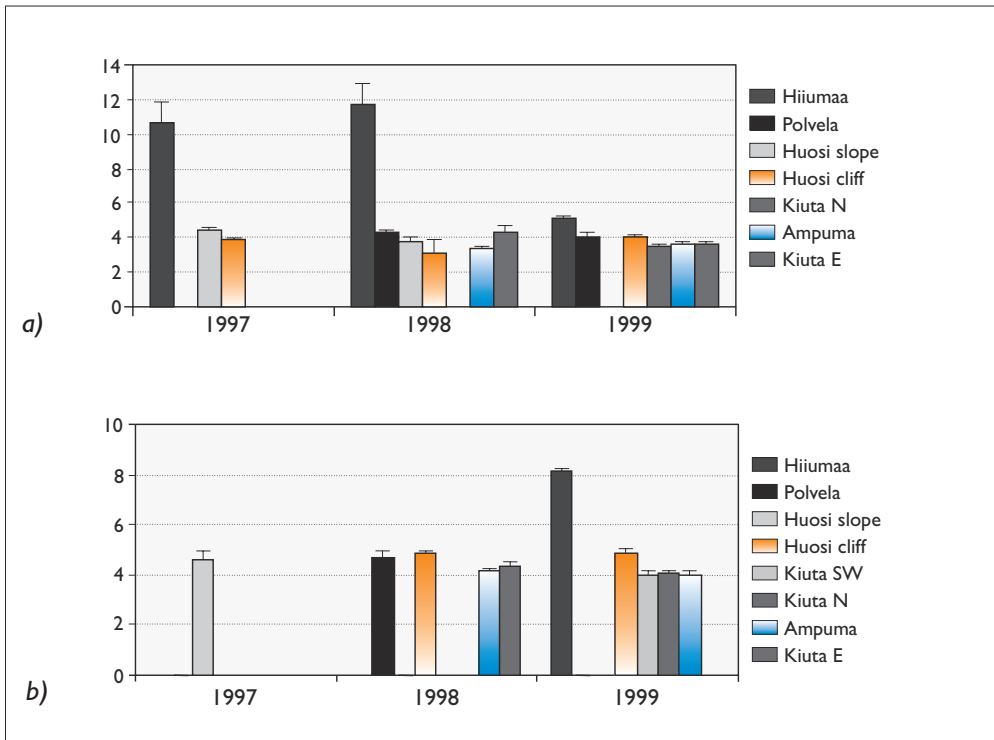 14
12
10
8
6
4
2
0
1997
1998
1999
a)
Hiiumaa
Polvela
Huosi slope
Huosi cliff
Kiuta N
Ampuma
Kiuta E
10
8
6
4
2
0
1997
1998
1999
b)
Hiiumaa
Polvela
Huosi slope
Huosi cliff
Kiuta SW
Kiuta N
Ampuma
Kiuta E